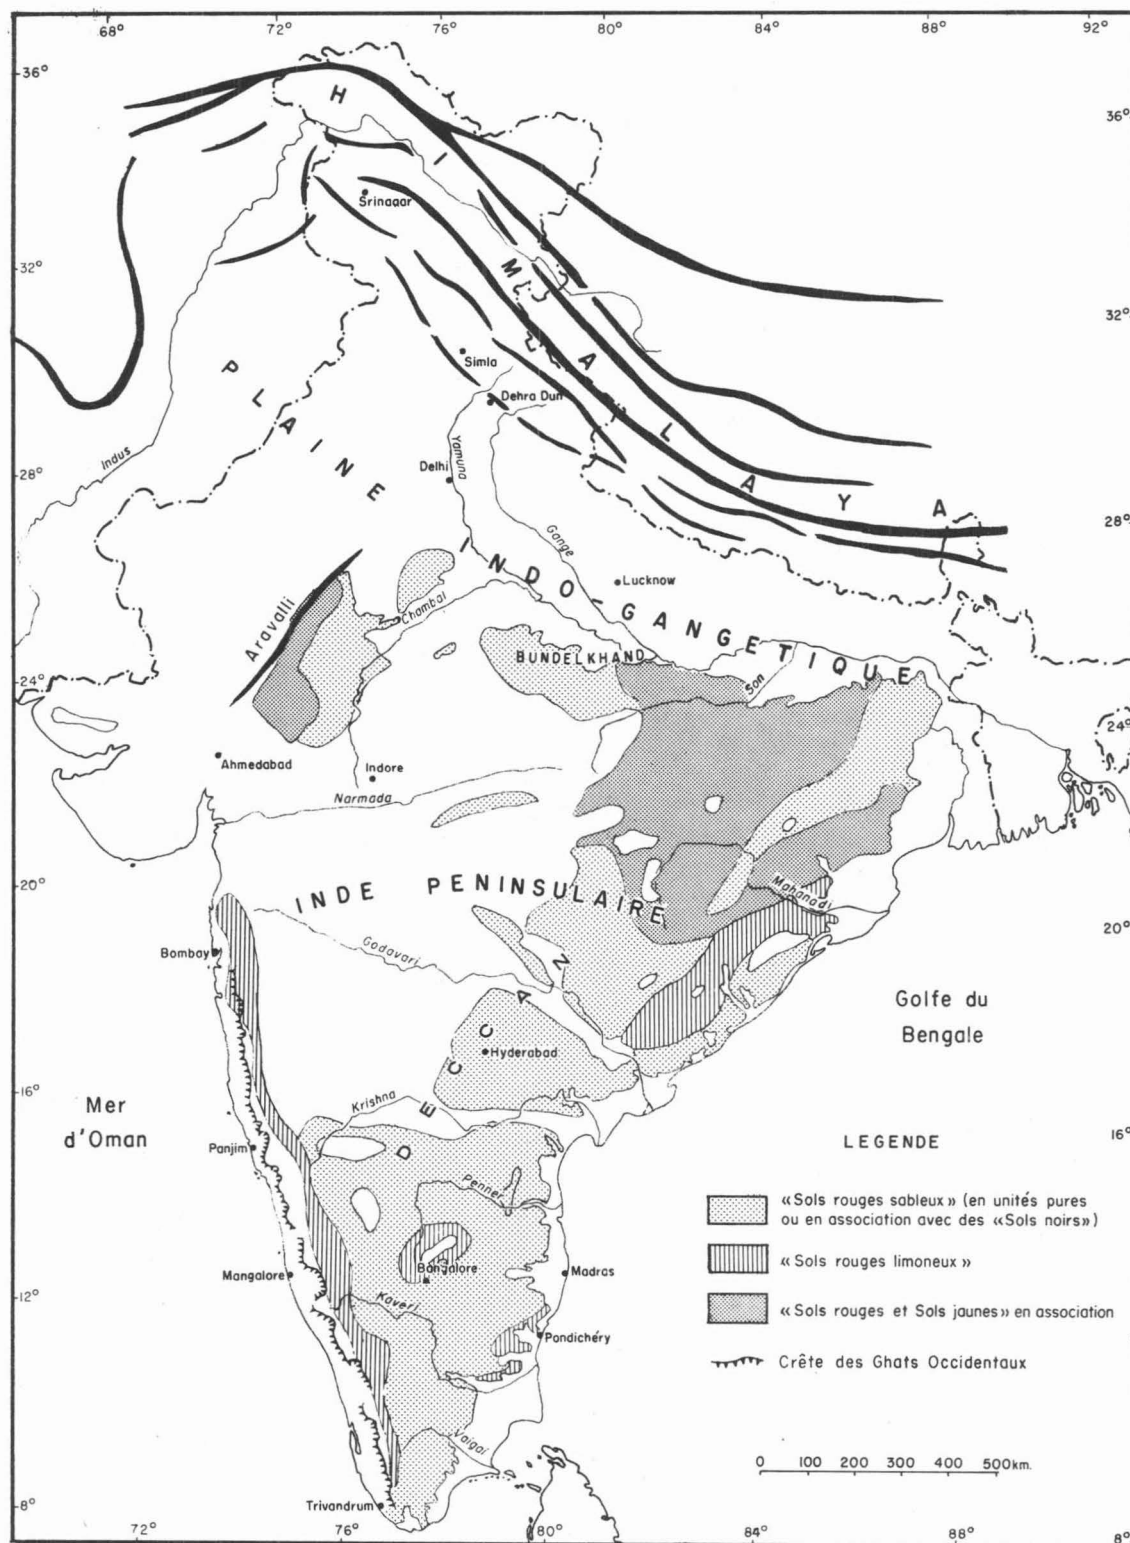 68° 72° 76° 80° 84° 88° 92°
36°
36°
HIMALAYA
Srinagar
32°
32°
Simla
Dehra Dun
PLAINE INDO-GANGETIQUE
Indus
Yamuna
Delhi
28°
28°
Gange
Lucknow
Chambal
Aravalli
BUNDELKHAND
Son
24°
24°
Ahmedabad
Indore
Narmada
Mahanadi
20°
20°
INDE PENINSULAIRE
Bombay
Godavari
DÉCCAN
Golfe du
Bengale
Hyderabad
16°
16°
Krishna
Mer
d'Oman
Panjim
Penner
LEGENDE
«Sols rouges sableux» (en unités pures
ou en association avec des «Sols noirs»)
«Sols rouges limoneux»
«Sols rouges et Sols jaunes» en association
Crête des Ghats Occidentaux
Bangalore
Mangalore
Madras
12°
Kaveri
Pondichéry
Vaigai
0 100 200 300 400 500km.
8°
Trivandrum
72° 76° 80° 84° 88° 8°